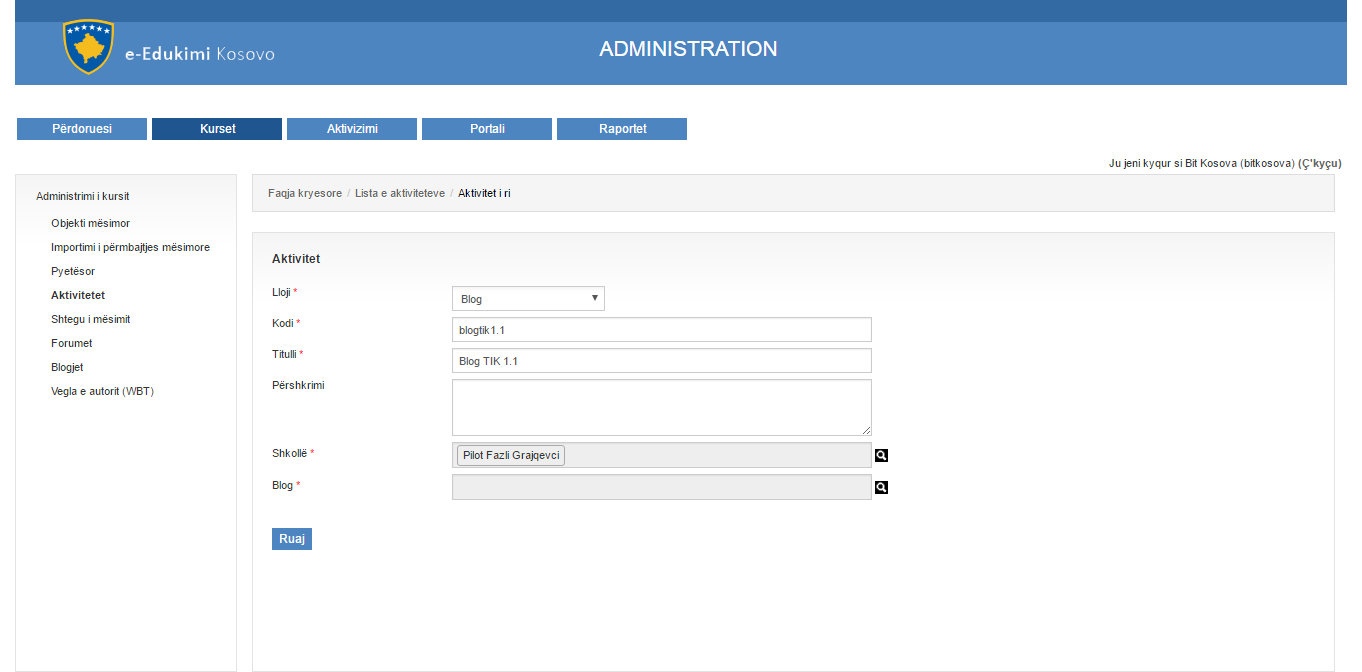 e-Edukimi Kosovo
ADMINISTRATION
Përdoruesi
Kurset
Aktivizimi
Portali
Raportet
Ju jeni kyqur si Bit Kosova (bitkosova) (Ç'kyçu)
Administrimi i kursit
Objekti mësimor
Importimi i përmbajtjes mësimore
Pyetësor
Aktivitetet
Shtegu i mësimit
Forumet
Blogjet
Vegla e autorit (WBT)
Faqja kryesore / Lista e aktiviteteve / Aktivitet i ri
Aktivitet
Lloji * Blog
Kodi * blogtik1.1
Titulli * Blog TIK 1.1
Përshkrimi
Shkollë * Pilot Fazli Grajqevci
Blog *
Ruaj